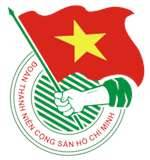 ĐOÀN THANH NIÊN CỘNG SẢN HỒ CHÍ MINH